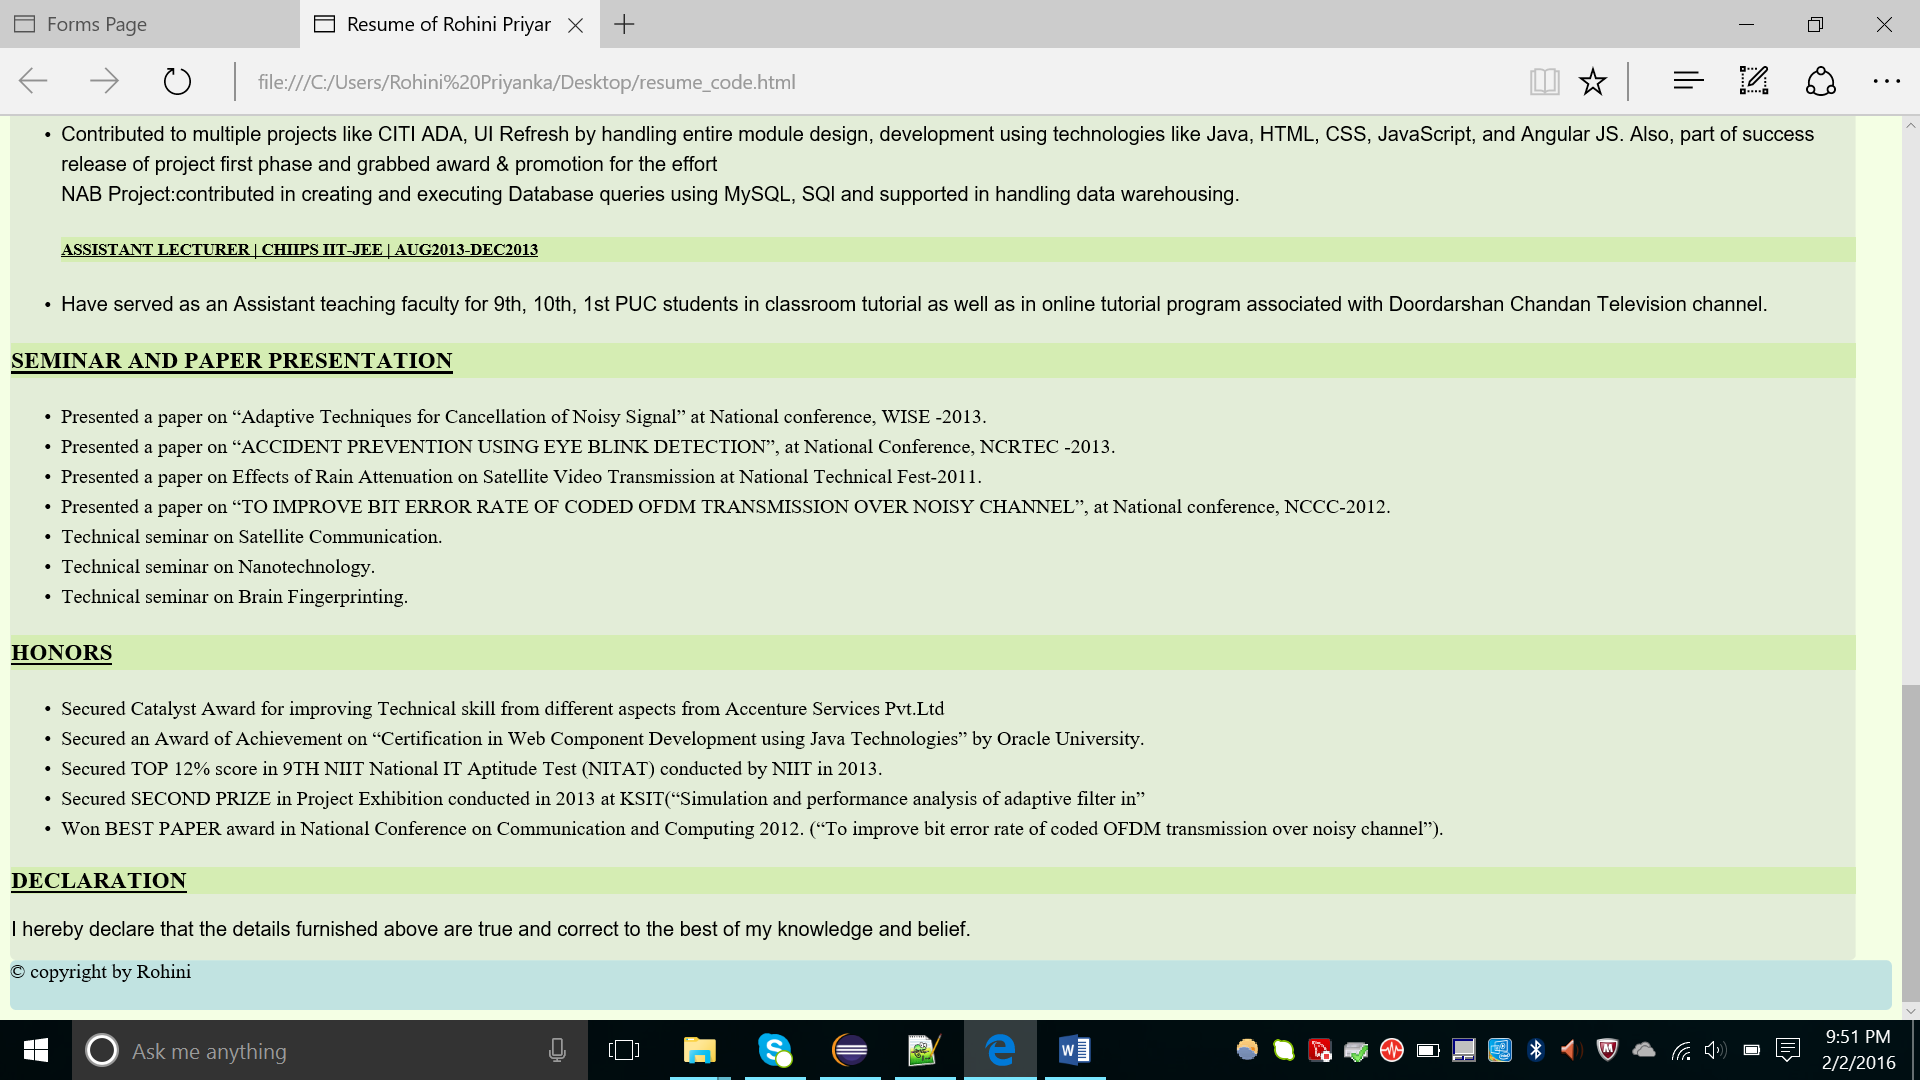 Forms Page
Resume of Rohini Priyar
file:///C:/Users/Rohini%20Priyanka/Desktop/resume_code.html
• Contributed to multiple projects like CITI ADA, UI Refresh by handling entire module design, development using technologies like Java, HTML, CSS, JavaScript, and Angular JS. Also, part of success
release of project first phase and grabbed award & promotion for the effort
NAB Project:contributed in creating and executing Database queries using MySQL, SQl and supported in handling data warehousing.
ASSISTANT LECTURER | CHIIPS IIT-JEE | AUG2013-DEC2013
• Have served as an Assistant teaching faculty for 9th, 10th, 1st PUC students in classroom tutorial as well as in online tutorial program associated with Doordarshan Chandan Television channel.
SEMINAR AND PAPER PRESENTATION
• Presented a paper on “Adaptive Techniques for Cancellation of Noisy Signal” at National conference, WISE -2013.
• Presented a paper on “ACCIDENT PREVENTION USING EYE BLINK DETECTION”, at National Conference, NCRTEC -2013.
• Presented a paper on Effects of Rain Attenuation on Satellite Video Transmission at National Technical Fest-2011.
• Presented a paper on “TO IMPROVE BIT ERROR RATE OF CODED OFDM TRANSMISSION OVER NOISY CHANNEL”, at National conference, NCCC-2012.
• Technical seminar on Satellite Communication.
• Technical seminar on Nanotechnology.
• Technical seminar on Brain Fingerprinting.
HONORS
• Secured Catalyst Award for improving Technical skill from different aspects from Accenture Services Pvt.Ltd
• Secured an Award of Achievement on “Certification in Web Component Development using Java Technologies” by Oracle University.
• Secured TOP 12% score in 9TH NIIT National IT Aptitude Test (NITAT) conducted by NIIT in 2013.
• Secured SECOND PRIZE in Project Exhibition conducted in 2013 at KSIT(“Simulation and performance analysis of adaptive filter in”
• Won BEST PAPER award in National Conference on Communication and Computing 2012. (“To improve bit error rate of coded OFDM transmission over noisy channel”).
DECLARATION
I hereby declare that the details furnished above are true and correct to the best of my knowledge and belief.
© copyright by Rohini
Ask me anything
9:51 PM
2/2/2016